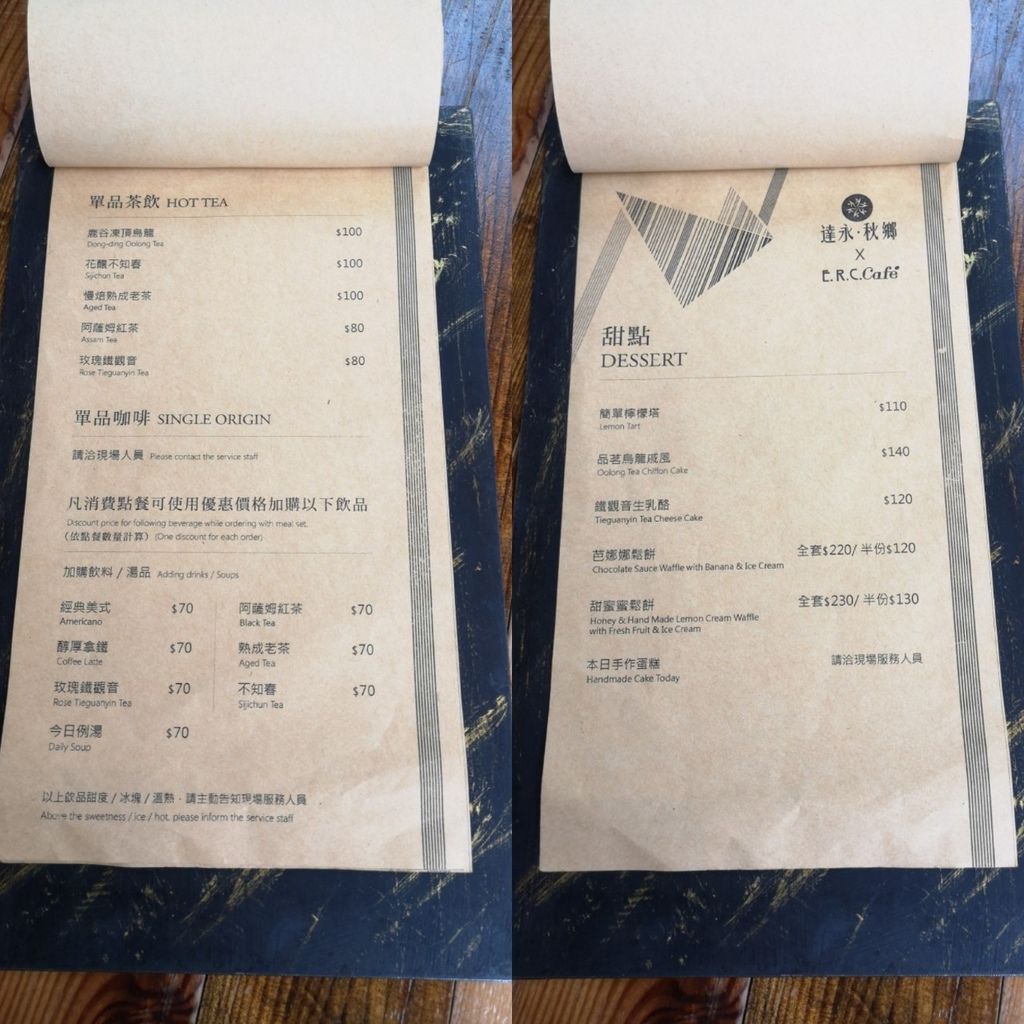 單品茶飲 HOT TEA
鹿谷凍頂烏龍 $100
Dong-ding Oolong Tea
花釀不知春 $100
Sijichun Tea
慢焙熟成老茶 $100
Aged Tea
阿薩姆紅茶 $80
Assam Tea
玫瑰鐵觀音 $80
Rose Tieguanyin Tea
單品咖啡 SINGLE ORIGIN
請洽現場人員 Please contact the service staff
凡消費點餐可使用優惠價格加購以下飲品
Discount price for following beverage while ordering with meal set.
(依點餐數量計算) (One discount for each order)
加購飲料 / 湯品 Adding drinks / Soups
經典美式 $70
Americano
醇厚拿鐵 $70
Coffee Latte
玫瑰鐵觀音 $70
Rose Tieguanyin Tea
今日例湯 $70
Daily Soup
阿薩姆紅茶 $70
Black Tea
熟成老茶 $70
Aged Tea
不知春 $70
Sijichun Tea
以上飲品甜度 / 冰塊 / 溫熱，請主動告知現場服務人員
Above the sweetness / ice / hot, please inform the service staff
達永·秋鄉
X
E.R.C.Café
甜點
DESSERT
簡單檸檬塔 $110
Lemon Tart
品茗烏龍戚風 $140
Oolong Tea Chiffon Cake
鐵觀音生乳酪 $120
Tieguanyin Tea Cheese Cake
芭娜娜鬆餅 全套$220/ 半份$120
Chocolate Sauce Waffle with Banana & Ice Cream
甜蜜蜜鬆餅 全套$230/ 半份$130
Honey & Hand Made Lemon Cream Waffle
with Fresh Fruit & Ice Cream
本日手作蛋糕 請洽現場服務人員
Handmade Cake Today